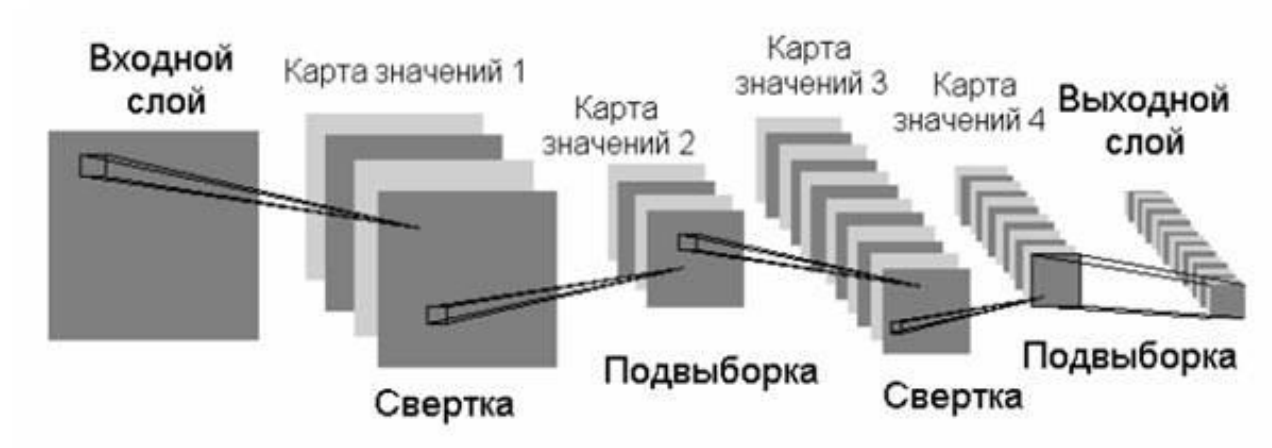 Входной
слой
Карта значений 1
Карта
значений 2
Карта
значений 3
Карта
значений 4
Выходной
слой
Свертка
Подвыборка
Свертка
Подвыборка